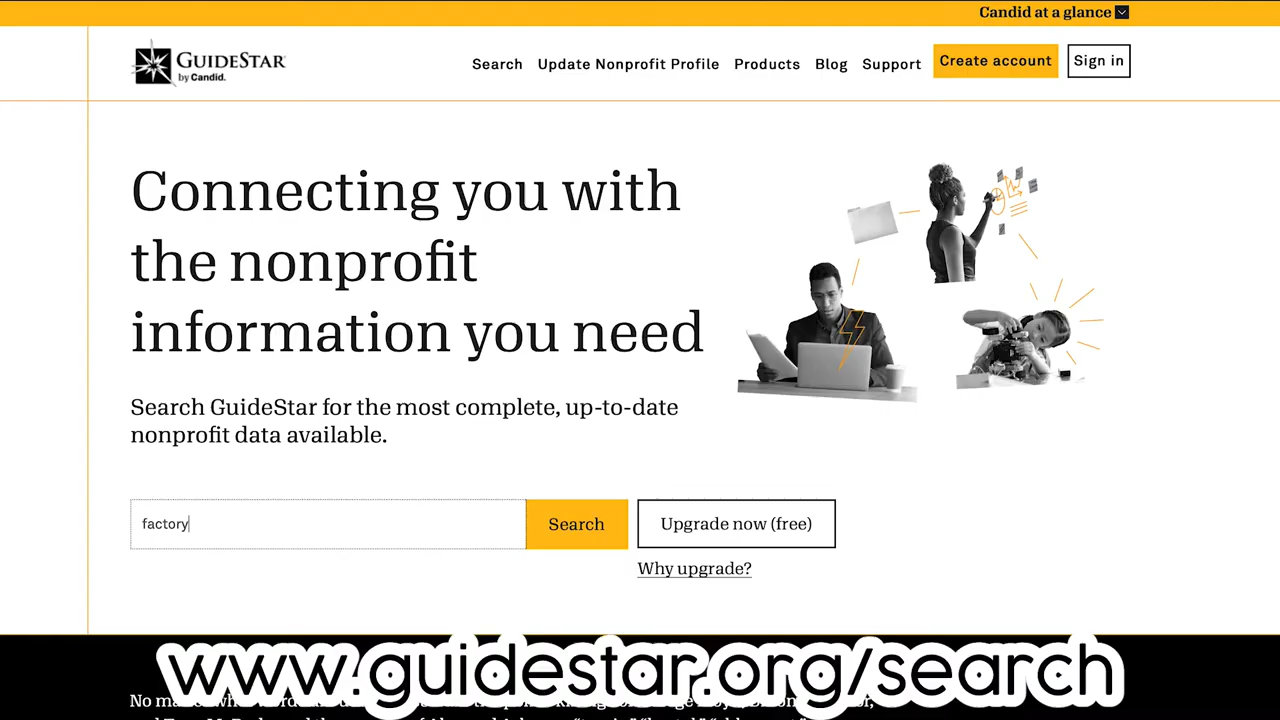 Candid at a glance
GUIDESTAR
by Candid.
Search Update Nonprofit Profile Products Blog Support Create account Sign in
Connecting you with
the nonprofit
information you need
Search GuideStar for the most complete, up-to-date
nonprofit data available.
factory Search Upgrade now (free)
Why upgrade?
www.guidestar.org/search